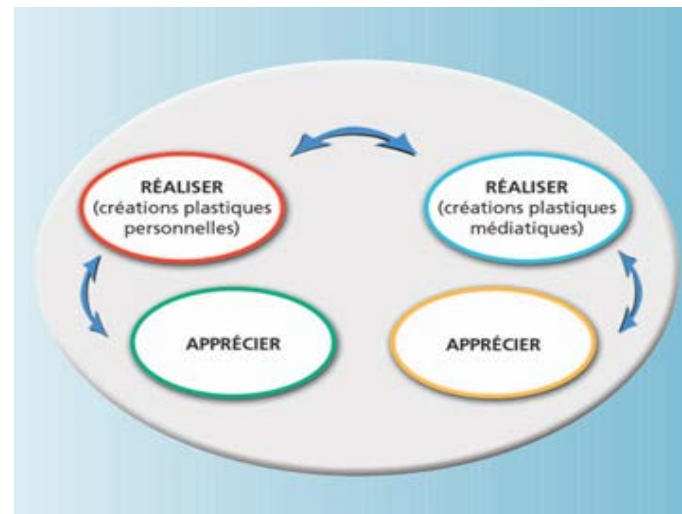 RÉALISER
(créations plastiques
personnelles)
RÉALISER
(créations plastiques
médiatiques)
APPRÉCIER
APPRÉCIER